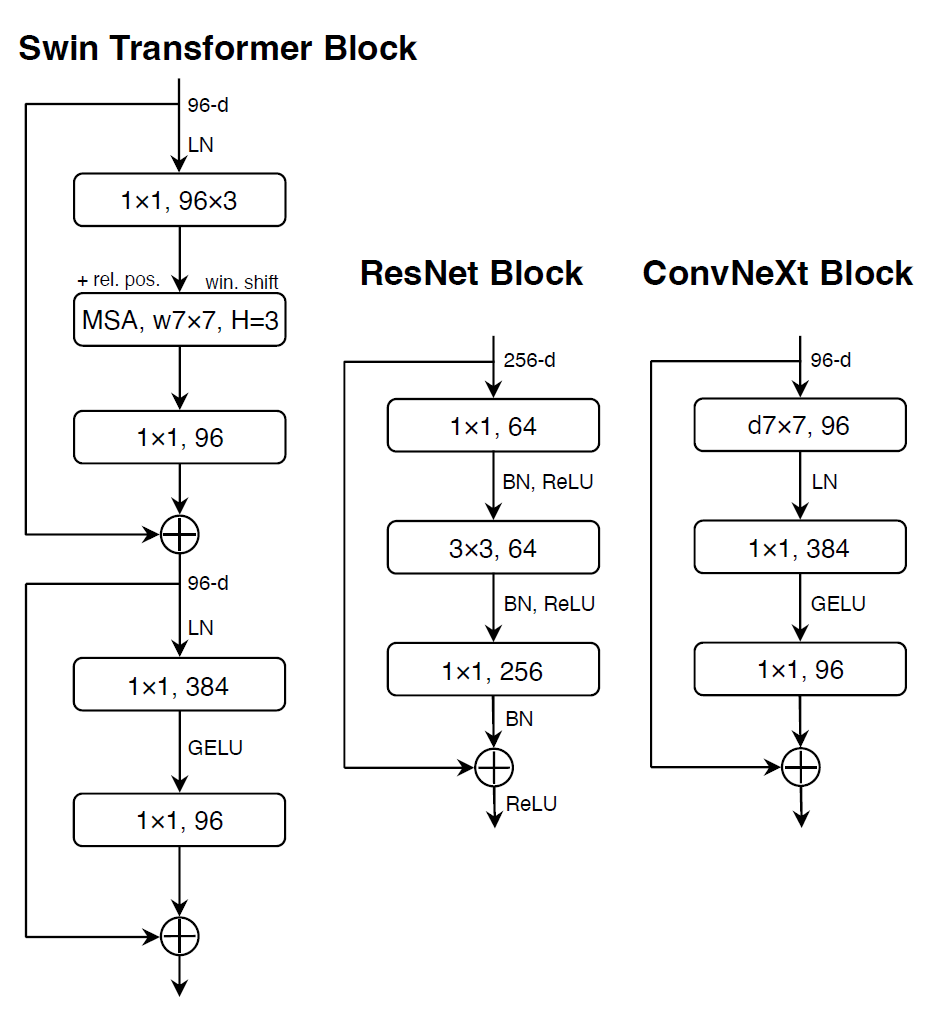 Swin Transformer Block
96-d
LN
1×1, 96×3
+ rel. pos.
win. shift
MSA, w7×7, H=3
1×1, 96
96-d
LN
1×1, 384
GELU
1×1, 96
ResNet Block
256-d
1×1, 64
BN, ReLU
3×3, 64
BN, ReLU
1×1, 256
BN
ReLU
ConvNeXt Block
96-d
d7×7, 96
LN
1×1, 384
GELU
1×1, 96